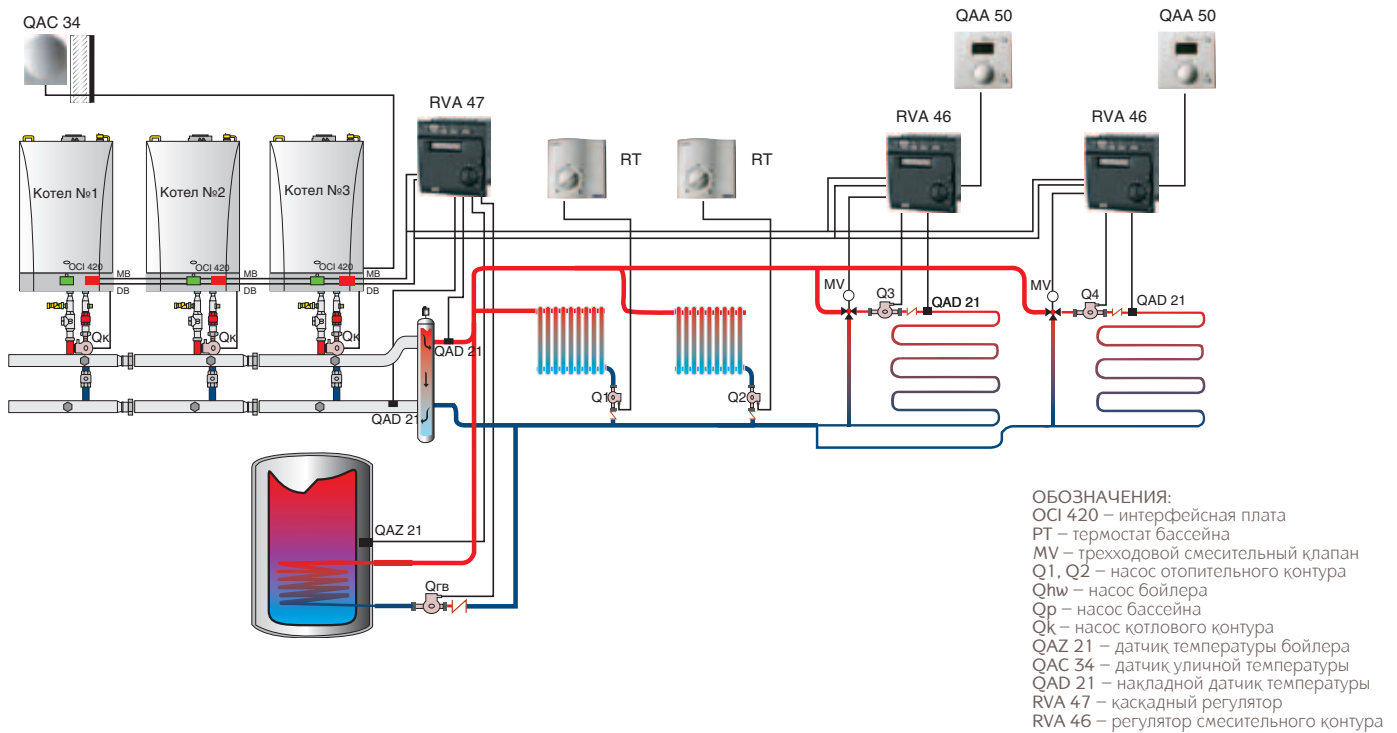 QAC 34
QAA 50
QAA 50
RVA 47
RVA 46
RVA 46
RT
RT
Котел №1
Котел №2
Котел №3
OCI 420
OCI 420
OCI 420
MB
DB
MB
DB
MB
DB
Qк
Qк
Qк
MV
Q3
QAD 21
MV
Q4
QAD 21
QAD 21
Q1
Q2
QAD 21
QAZ 21
Qгв
ОБОЗНАЧЕНИЯ:
OCI 420 – интерфейсная плата
РТ – термостат бассейна
MV – трехходовой смесительный клапан
Q1, Q2 – насос отопительного контура
Qhw – насос бойлера
Qp – насос бассейна
Qk – насос котлового контура
QAZ 21 – датчик температуры бойлера
QAC 34 – датчик уличной температуры
QAD 21 – накладной датчик температуры
RVA 47 – каскадный регулятор
RVA 46 – регулятор смесительного контура